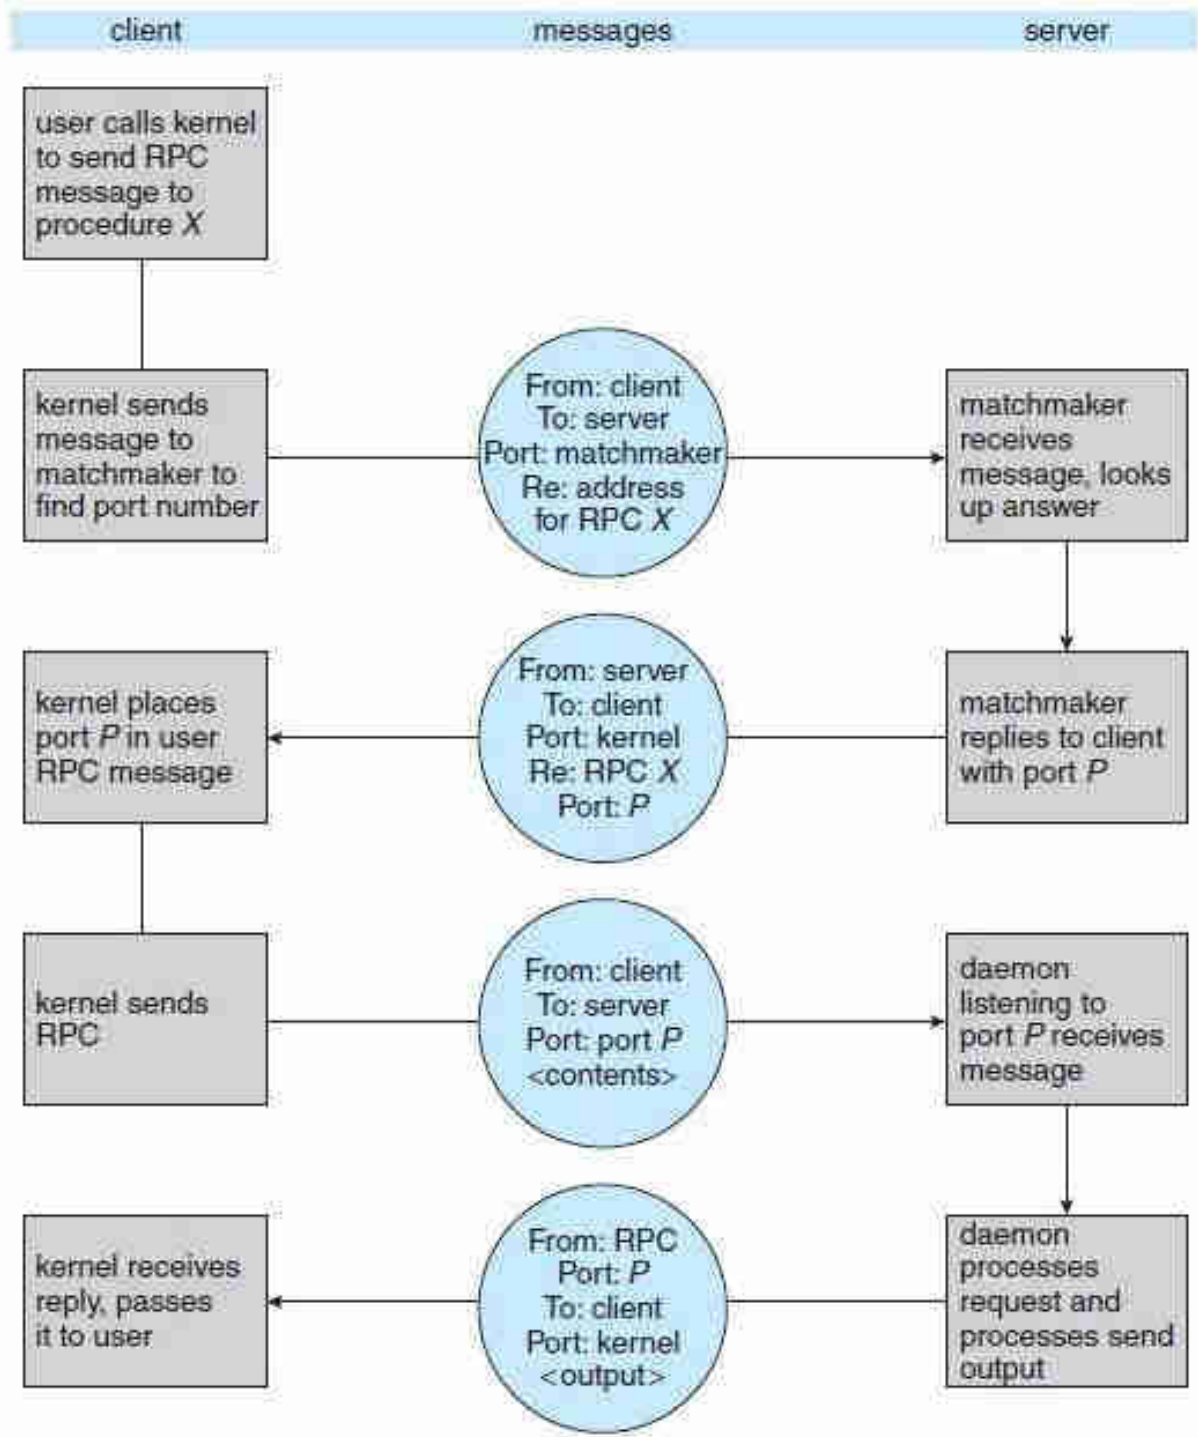 client messages server
user calls kernel
to send RPC
message to
procedure X
kernel sends
message to
matchmaker to
find port number
From: client
To: server
Port: matchmaker
Re: address
for RPC X
matchmaker
receives
message, looks
up answer
kernel places
port P in user
RPC message
From: server
To: client
Port: kernel
Re: RPC X
Port: P
matchmaker
replies to client
with port P
kernel sends
RPC
From: client
To: server
Port: port P
<contents>
daemon
listening to
port P receives
message
kernel receives
reply, passes
it to user
From: RPC
Port: P
To: client
Port: kernel
<output>
daemon
processes
request and
processes send
output